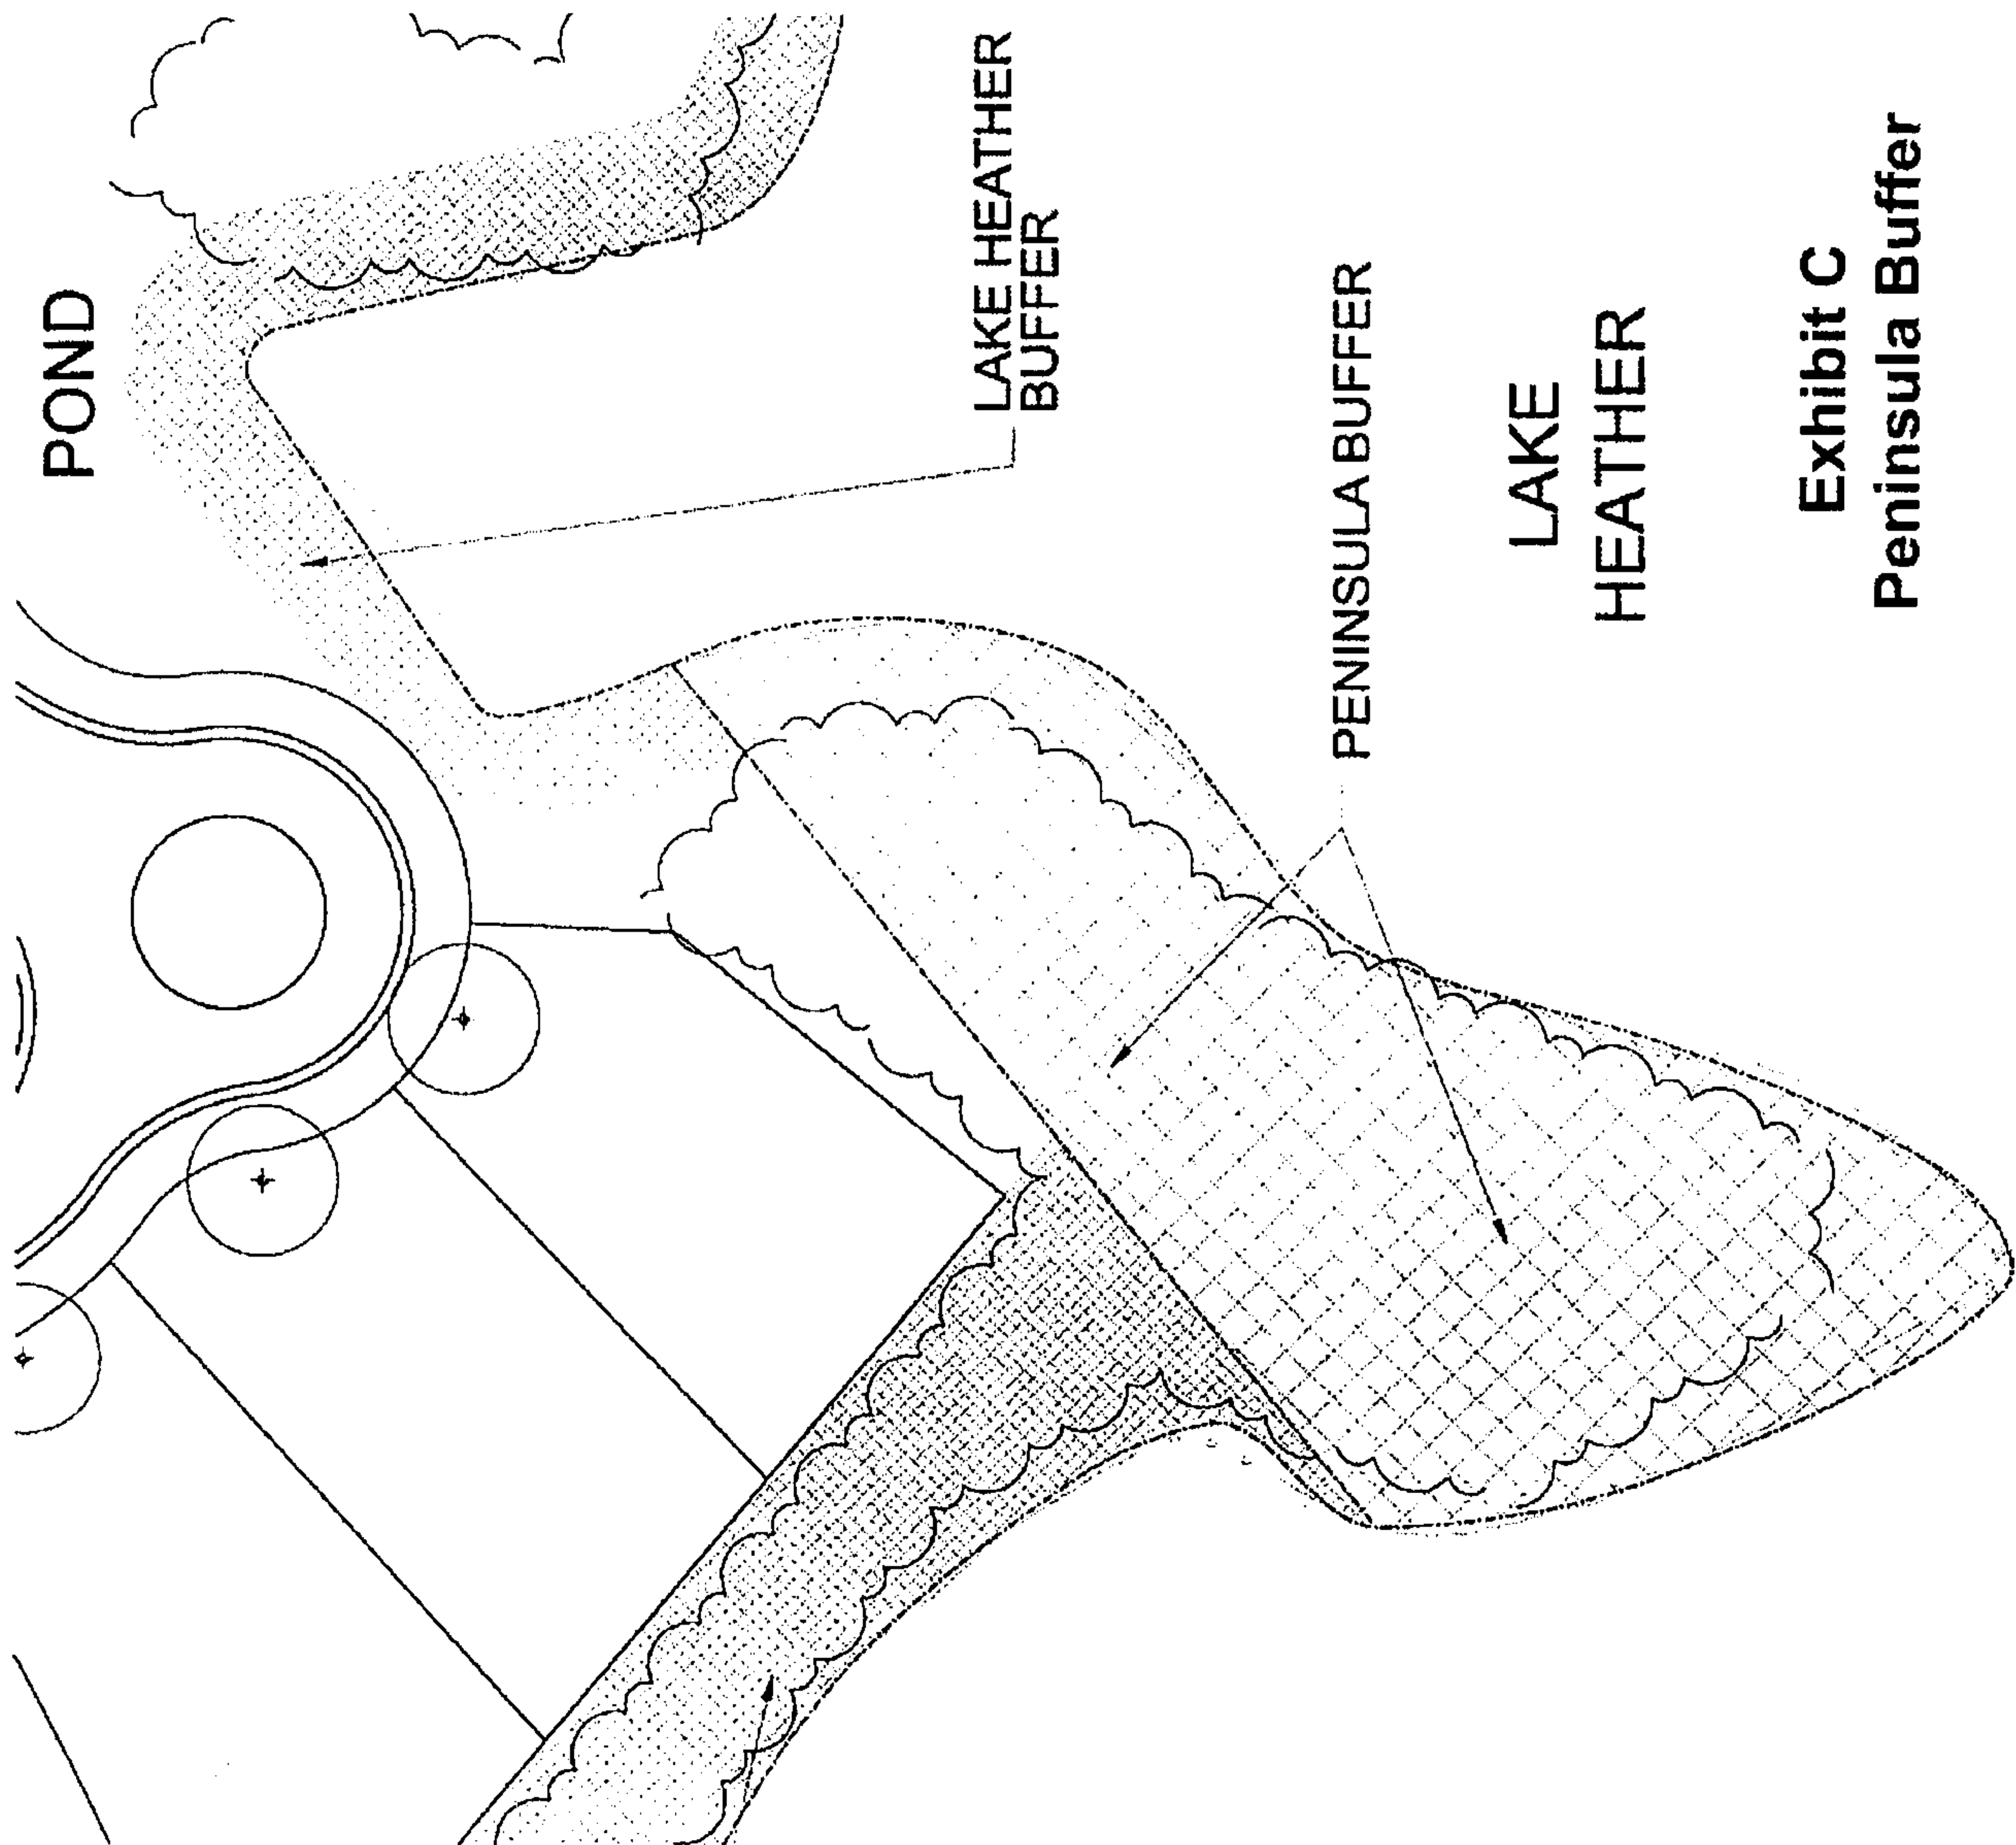 POND
LAKE HEATHER
BUFFER
PENINSULA BUFFER
LAKE
HEATHER
Exhibit C
Peninsula Buffer